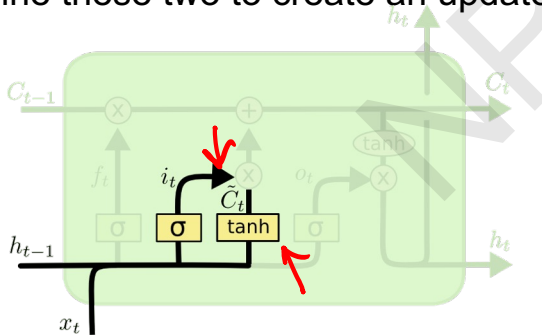 ine those two to create an update
h_t
C_{t-1} × + C_t
tanh
f_t i_t × o_t ×
C̃_t
σ σ tanh σ
h_{t-1} h_t
x_t